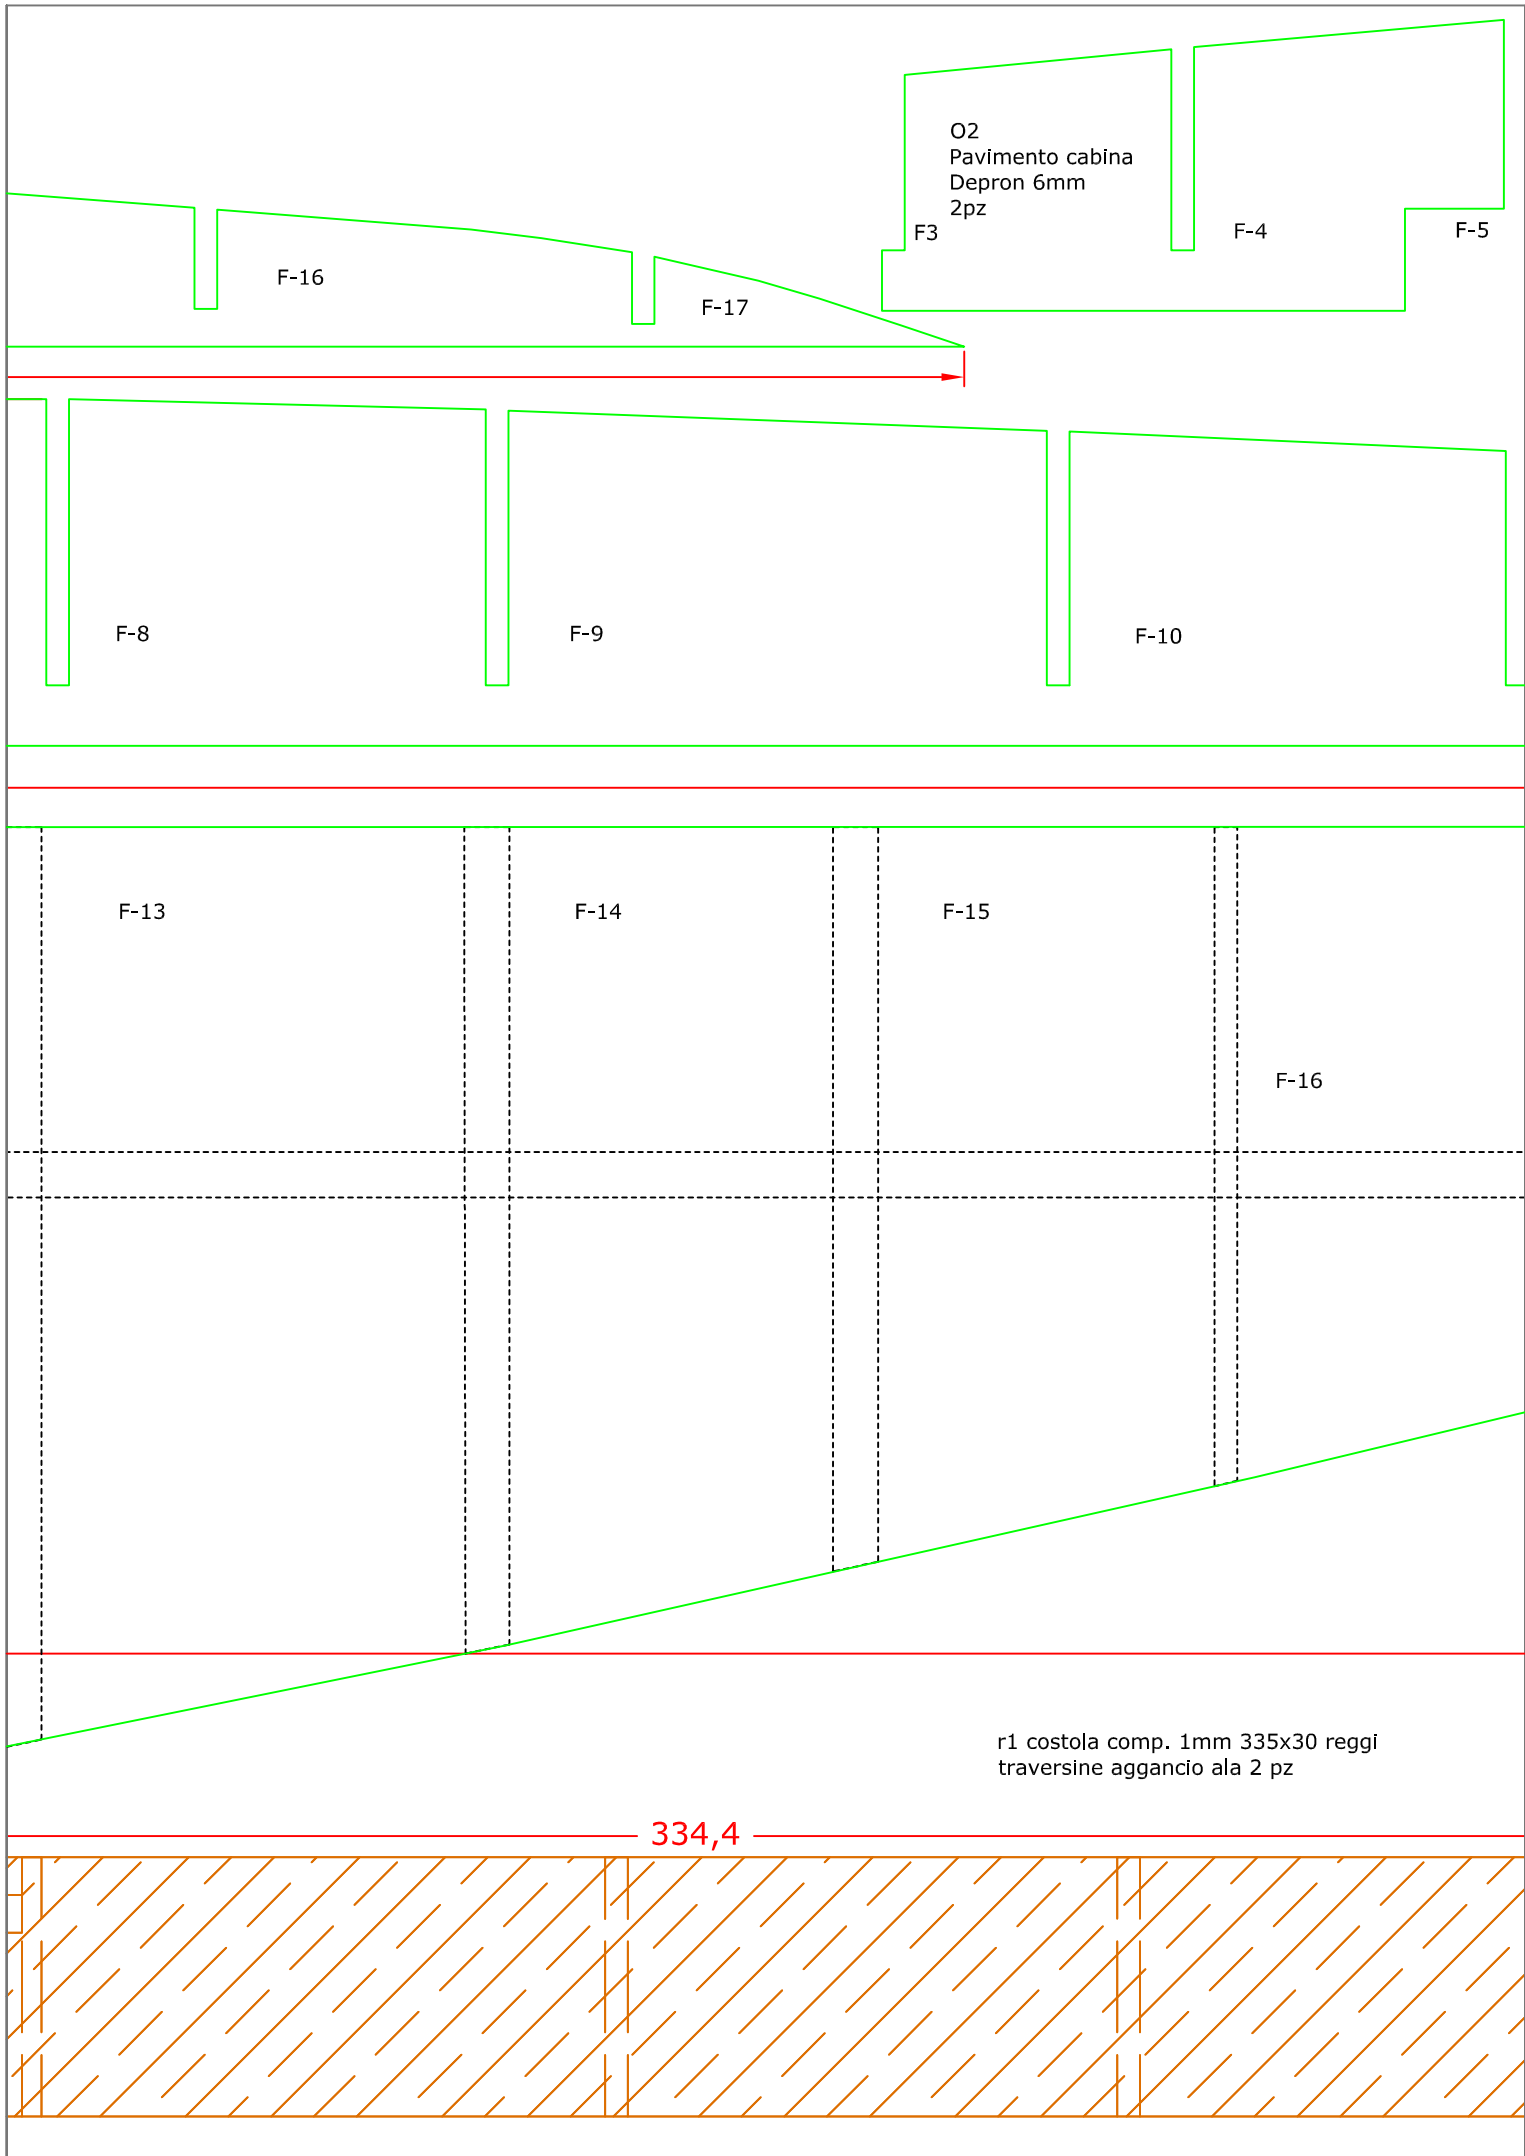 O2
Pavimento cabina
Depron 6mm
2pz
F3
F-4
F-5
F-16
F-17
F-8
F-9
F-10
F-13
F-14
F-15
F-16
r1 costola comp. 1mm 335x30 reggi
traversine aggancio ala 2 pz
334,4